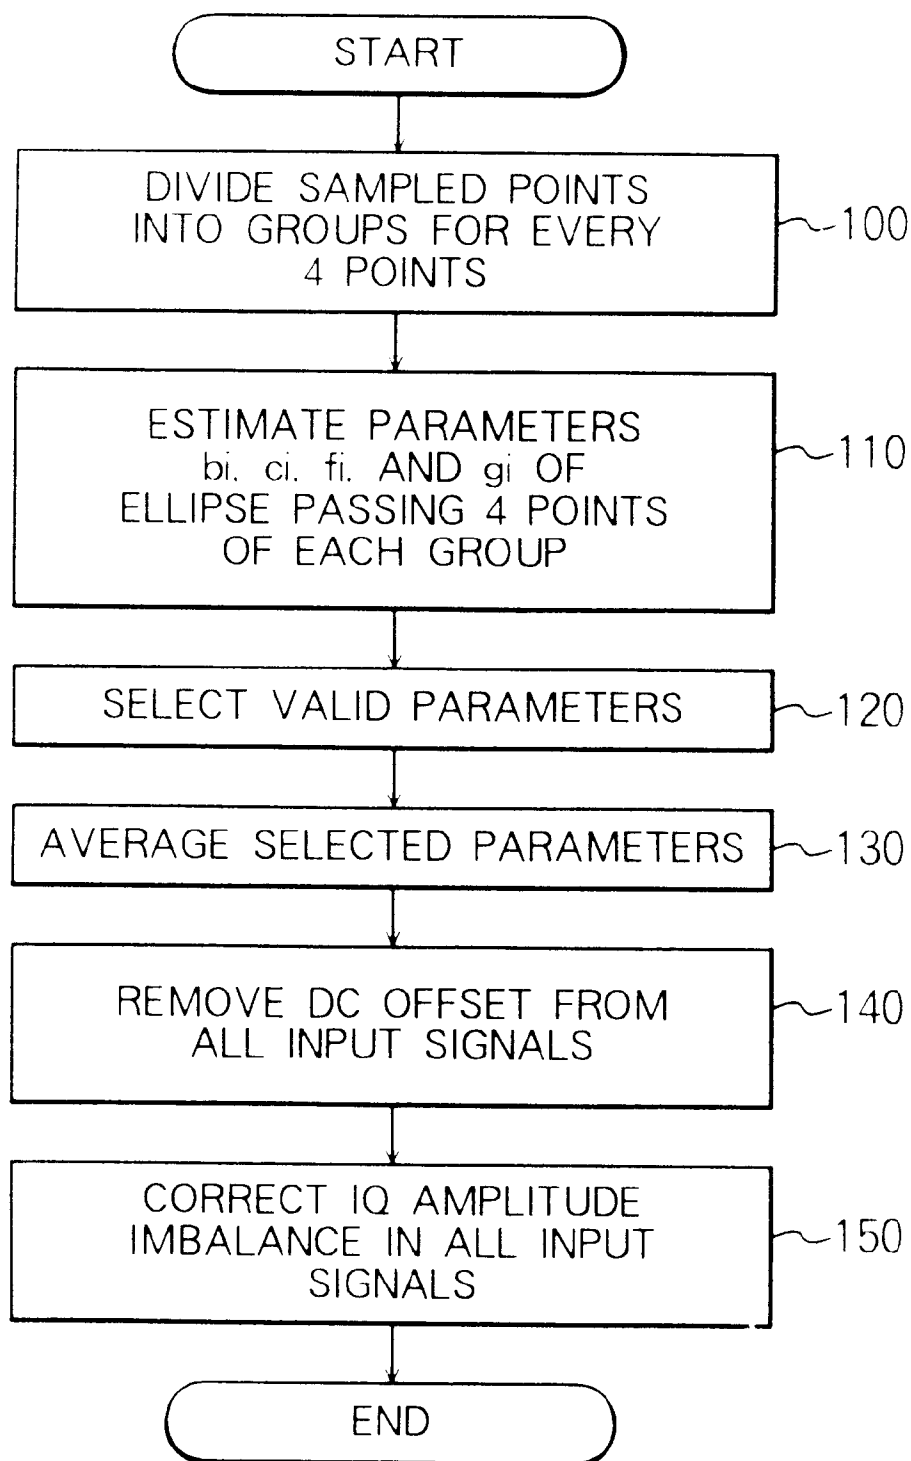 START
DIVIDE SAMPLED POINTS
INTO GROUPS FOR EVERY
4 POINTS
100
ESTIMATE PARAMETERS
bi. ci. fi. AND gi OF
ELLIPSE PASSING 4 POINTS
OF EACH GROUP
110
SELECT VALID PARAMETERS
120
AVERAGE SELECTED PARAMETERS
130
REMOVE DC OFFSET FROM
ALL INPUT SIGNALS
140
CORRECT IQ AMPLITUDE
IMBALANCE IN ALL INPUT
SIGNALS
150
END